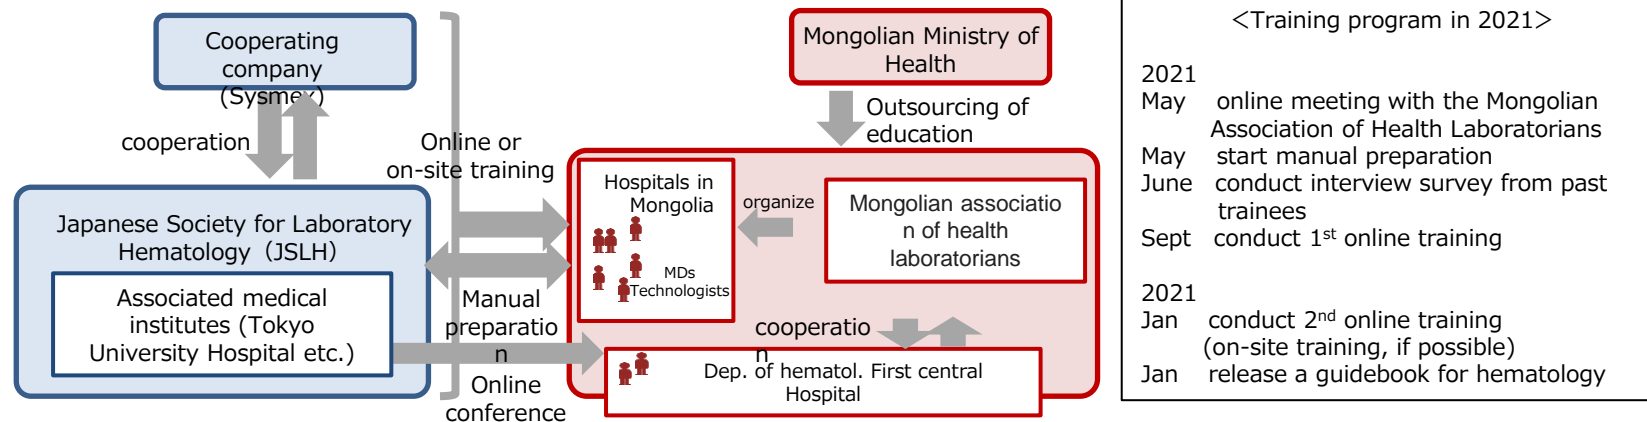 Cooperating
company
(Sysmex)
cooperation
Japanese Society for Laboratory
Hematology (JSLH)
Associated medical
institutes (Tokyo
University Hospital etc.)
Online or
on-site training
Manual
preparatio
n
Online
conference
Mongolian Ministry of
Health
Outsourcing of
education
Hospitals in
Mongolia
MDs
Technologists
organize
Mongolian associatio
n of health
laboratorians
cooperatio
n
Dep. of hematol. First central
Hospital
<Training program in 2021>
2021
May online meeting with the Mongolian
Association of Health Laboratorians
May start manual preparation
June conduct interview survey from past
trainees
Sept conduct 1st online training
2021
Jan conduct 2nd online training
(on-site training, if possible)
Jan release a guidebook for hematology